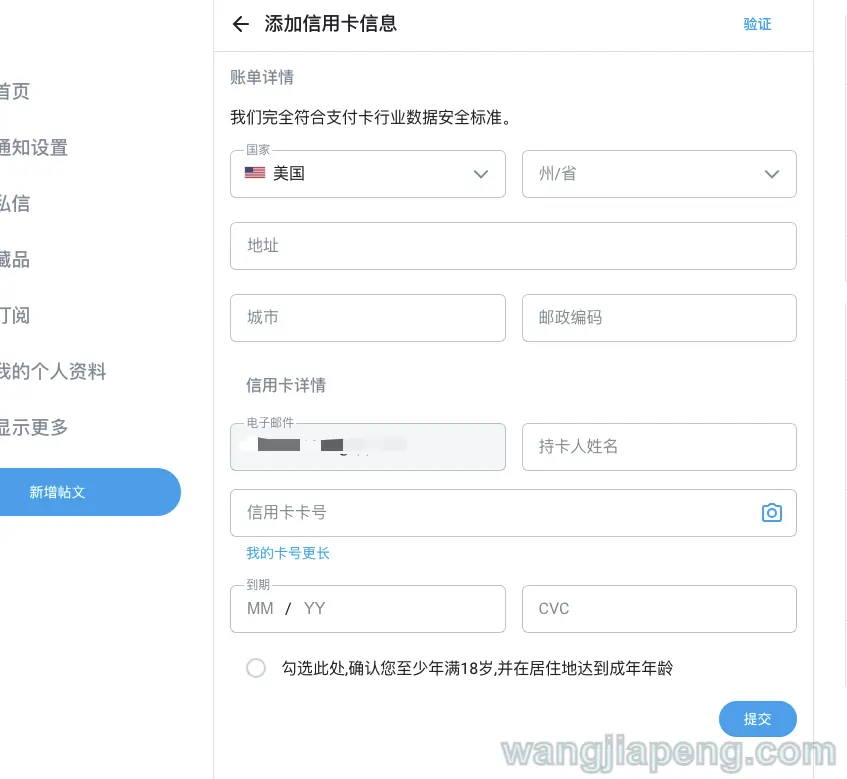 添加信用卡信息 验证
账单详情
首页
我们完全符合支付卡行业数据安全标准。
通知设置
国家
美国 州/省
私信
地址
藏品
订阅
城市 邮政编码
我的个人资料
信用卡详情
显示更多
电子邮件
持卡人姓名
新增帖文
信用卡卡号
我的卡号更长
到期
MM / YY CVC
勾选此处,确认您至少年满18岁,并在居住地达到成年年龄
提交
wangjiapeng.com